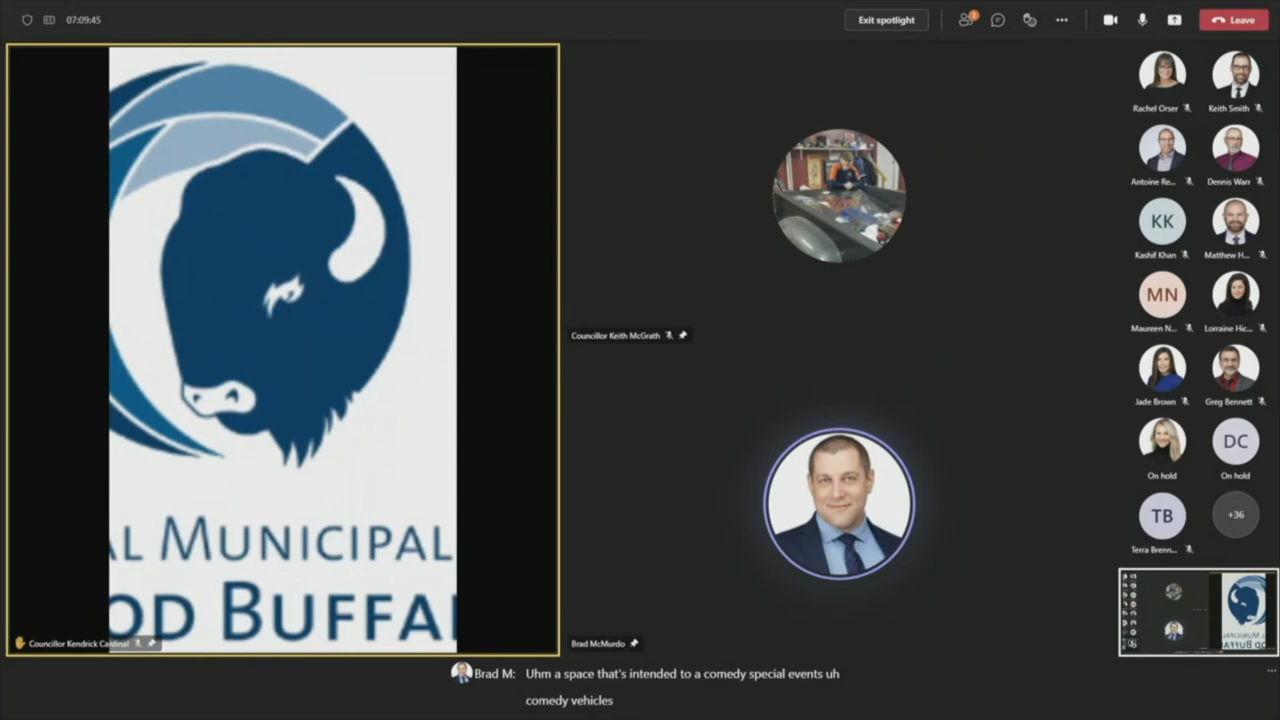 07:09:45
Exit spotlight
1
Leave
Rachel Orser
Keith Smith
Antoine Re...
Dennis Warr
KK
Kashif Khan
Matthew H...
MN
Maureen N...
Lorraine Hic...
Jade Brown
Greg Bennett
On hold
DC
On hold
TB
Terra Brenn...
+36
Councillor Keith McGrath
AL MUNICIPAL
OD BUFFAL
Councillor Kendrick Cardinal
Brad McMurdo
Brad M: Uhm a space that's intended to a comedy special events uh
comedy vehicles